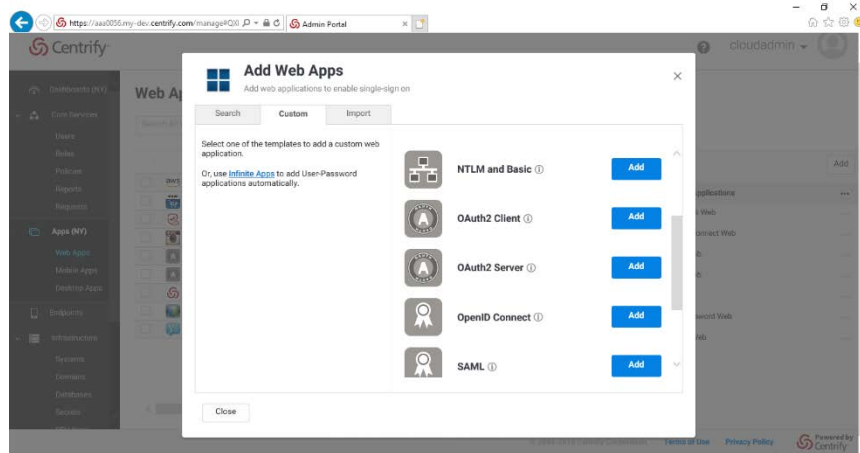 https://aaa0056.my-dev.centrify.com/manage#QXI
Admin Portal
Centrify
cloudadmin
Dashboards (NY)
Core Services
Users
Roles
Policies
Reports
Requests
Apps (NY)
Web Apps
Mobile Apps
Desktop Apps
Endpoints
Infrastructure
Systems
Domains
Databases
Secrets
Web Ap
Add Web Apps
Add web applications to enable single-sign on
Search Custom Import
Select one of the templates to add a custom web
application.
Or, use Infinite Apps to add User-Password
applications automatically.
NTLM and Basic Add
OAuth2 Client Add
OAuth2 Server Add
OpenID Connect Add
SAML Add
Close
Add
pplications
Web
onnect Web
sword Web
Terms of Use Privacy Policy
Powered by
Centrify